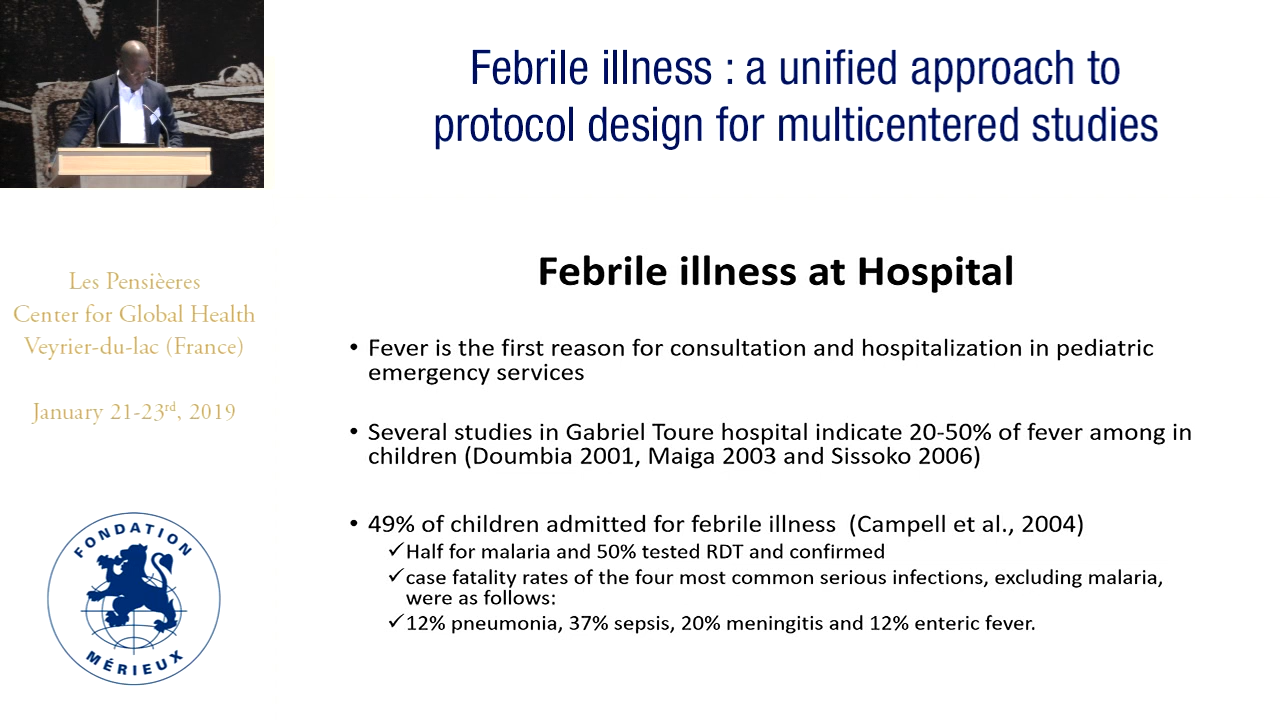 Febrile illness : a unified approach to
protocol design for multicentered studies
Les Pensièeres
Center for Global Health
Veyrier-du-lac (France)
January 21-23rd, 2019
FONDATION
MÉRIEUX
Febrile illness at Hospital
• Fever is the first reason for consultation and hospitalization in pediatric
emergency services
• Several studies in Gabriel Toure hospital indicate 20-50% of fever among in
children (Doumbia 2001, Maiga 2003 and Sissoko 2006)
• 49% of children admitted for febrile illness (Campell et al., 2004)
✓Half for malaria and 50% tested RDT and confirmed
✓case fatality rates of the four most common serious infections, excluding malaria,
were as follows:
✓12% pneumonia, 37% sepsis, 20% meningitis and 12% enteric fever.